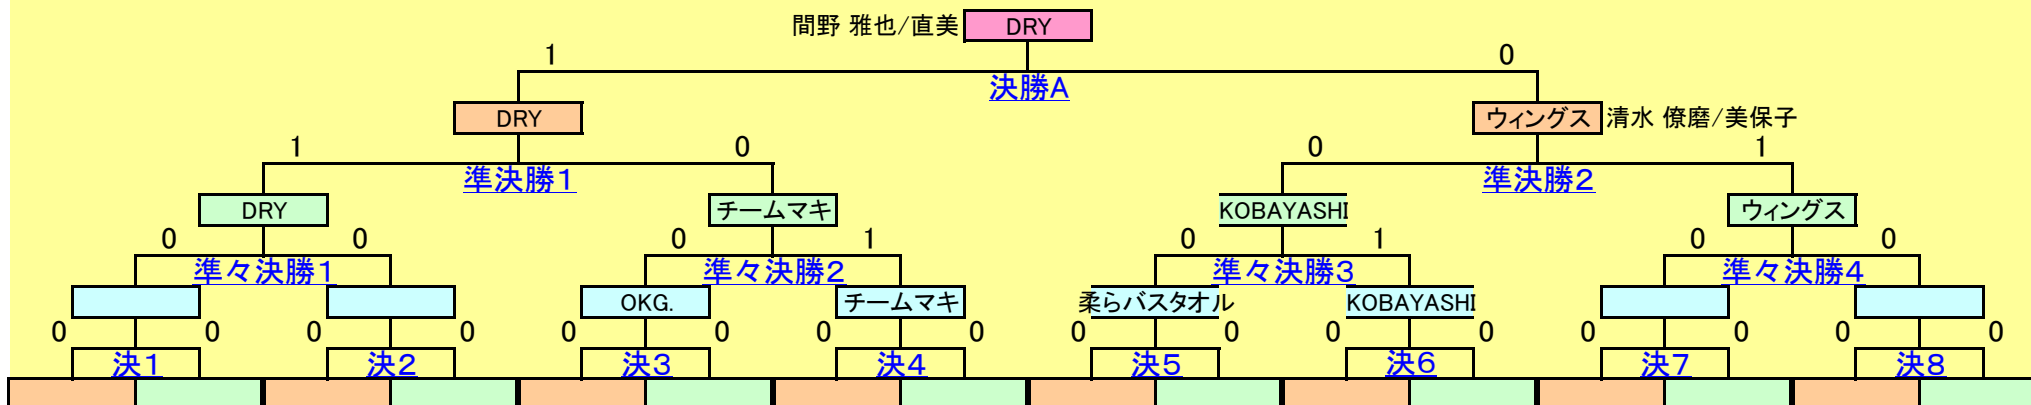 間野 雅也/直美 DRY
1 0
決勝A
DRY ウィングス 清水 僚磨/美保子
1 0 0 1
準決勝1 準決勝2
DRY チームマキ KOBAYASHI ウィングス
0 0 0 1 0 1 0 0
準々決勝1 準々決勝2 準々決勝3 準々決勝4
OKG. チームマキ 柔らバスタオル KOBAYASHI
0 0 0 0 0 0 0 0 0 0 0 0 0 0 0 0
決1 決2 決3 決4 決5 決6 決7 決8